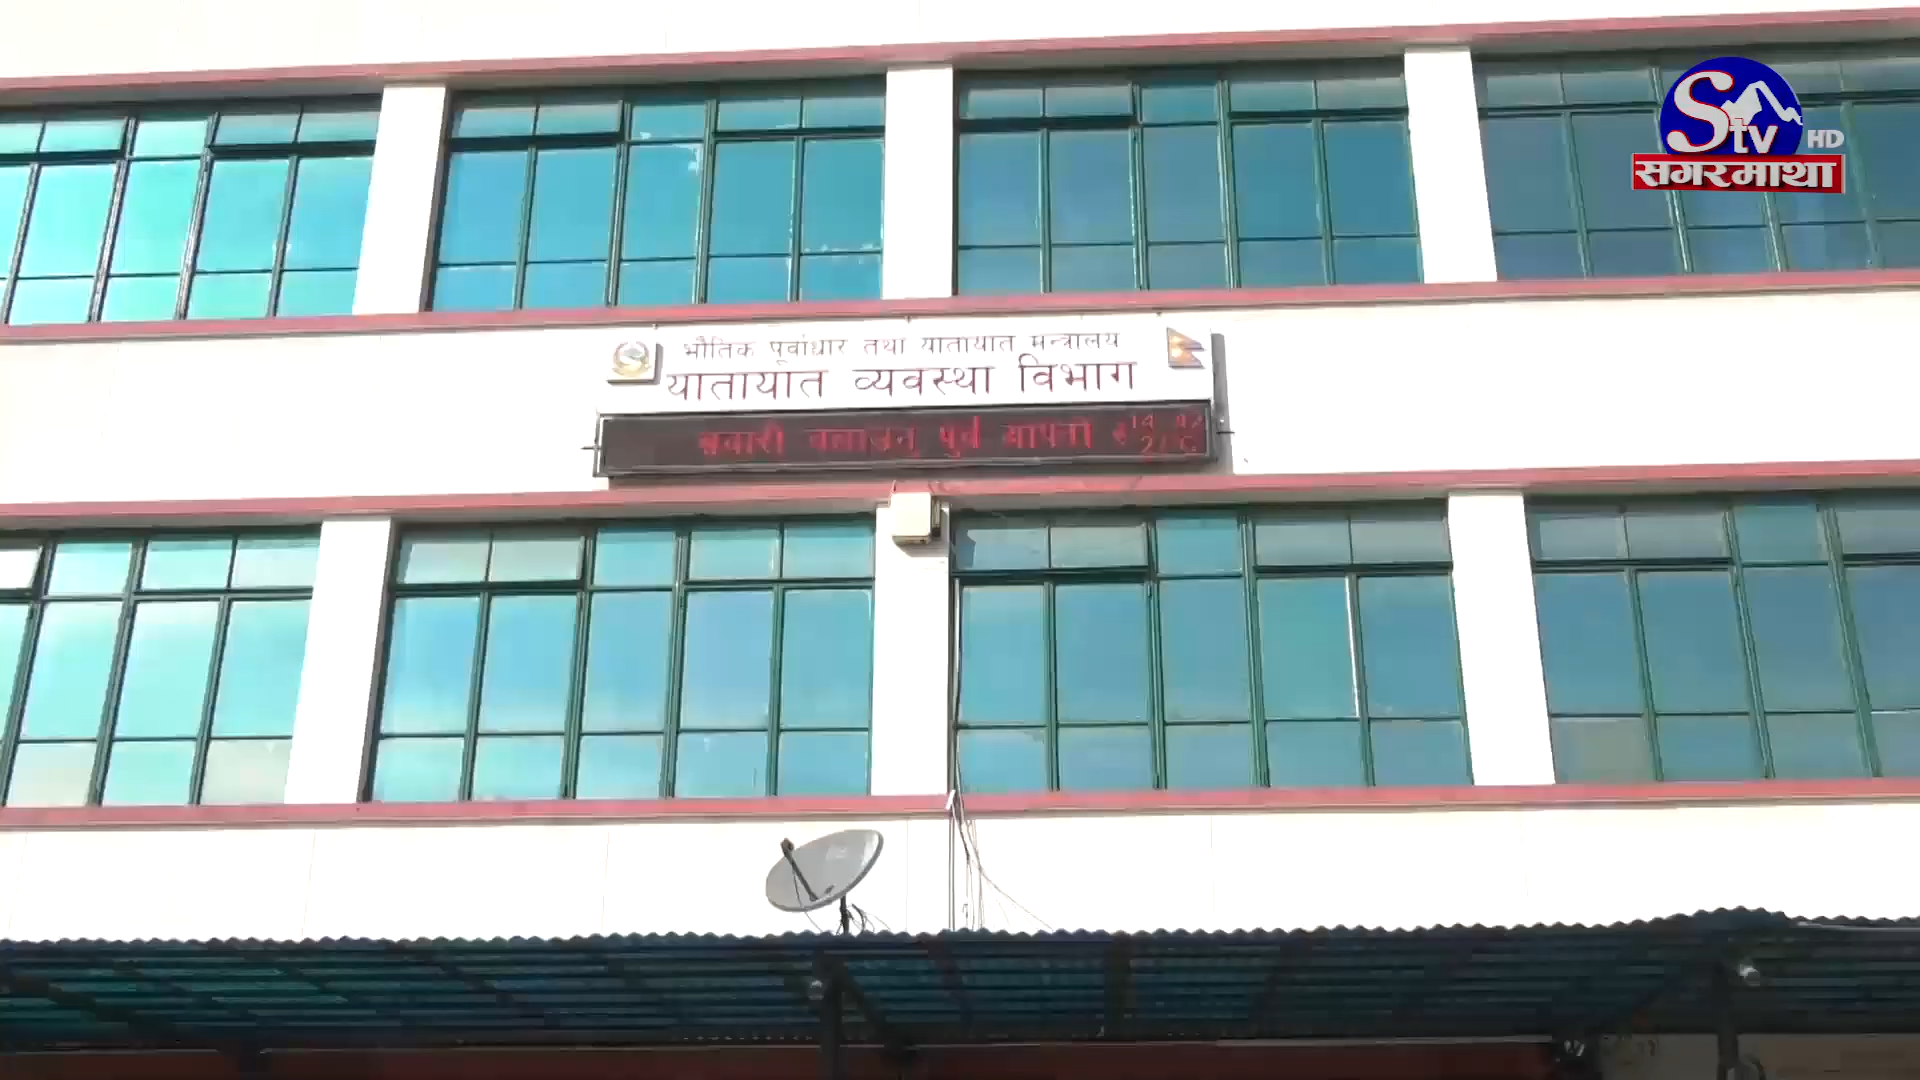 STV HD
सगरमाथा
भौतिक पूर्वाधार तथा यातायात मन्त्रालय
यातायात व्यवस्था विभाग
सवारी चलाउनु पुर्व आफ्नो